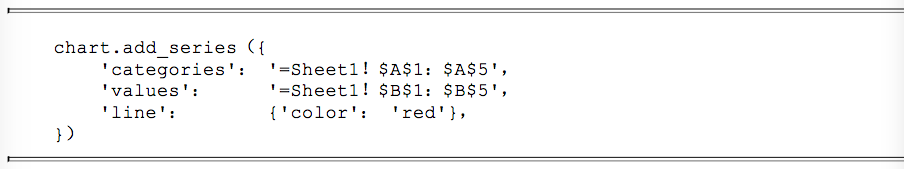 chart.add_series ({
    'categories': '=Sheet1! $A$1: $A$5',
    'values':     '=Sheet1! $B$1: $B$5',
    'line':       {'color': 'red'},
})